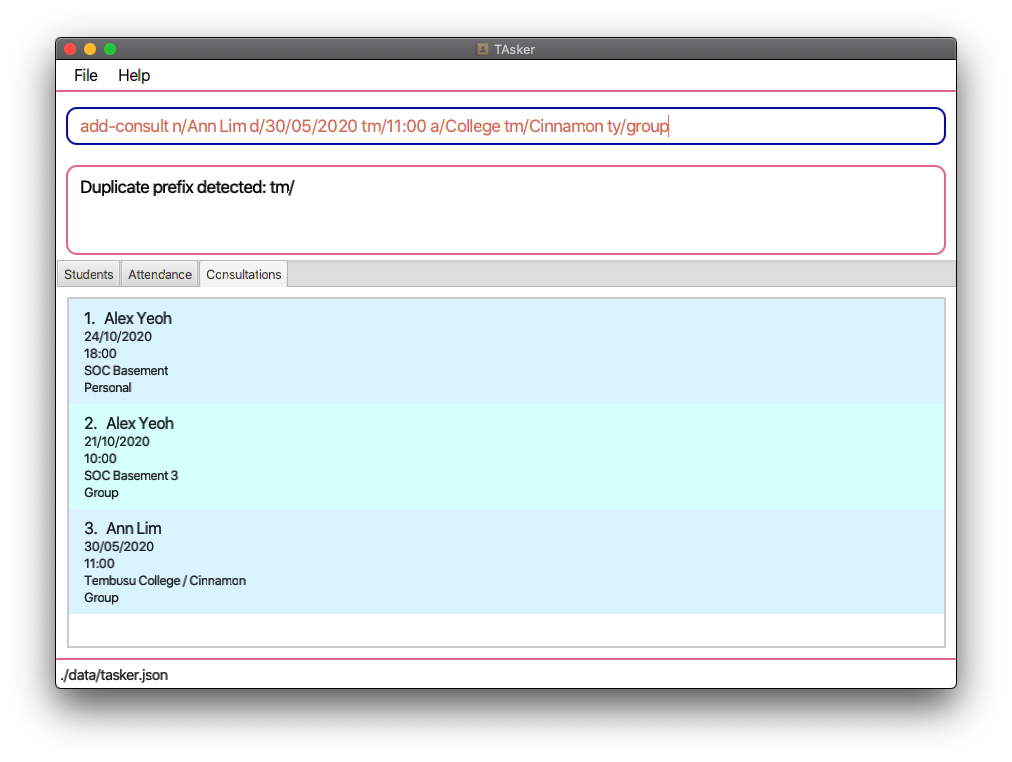 TAsker
File Help
add-consult n/Ann Lim d/30/05/2020 tm/11:00 a/College tm/Cinnamon ty/group
Duplicate prefix detected: tm/
Students Attendance Consultations
1. Alex Yeoh
24/10/2020
18:00
SOC Basement
Personal
2. Alex Yeoh
21/10/2020
10:00
SOC Basement 3
Group
3. Ann Lim
30/05/2020
11:00
Tembusu College / Cinnamon
Group
./data/tasker.json